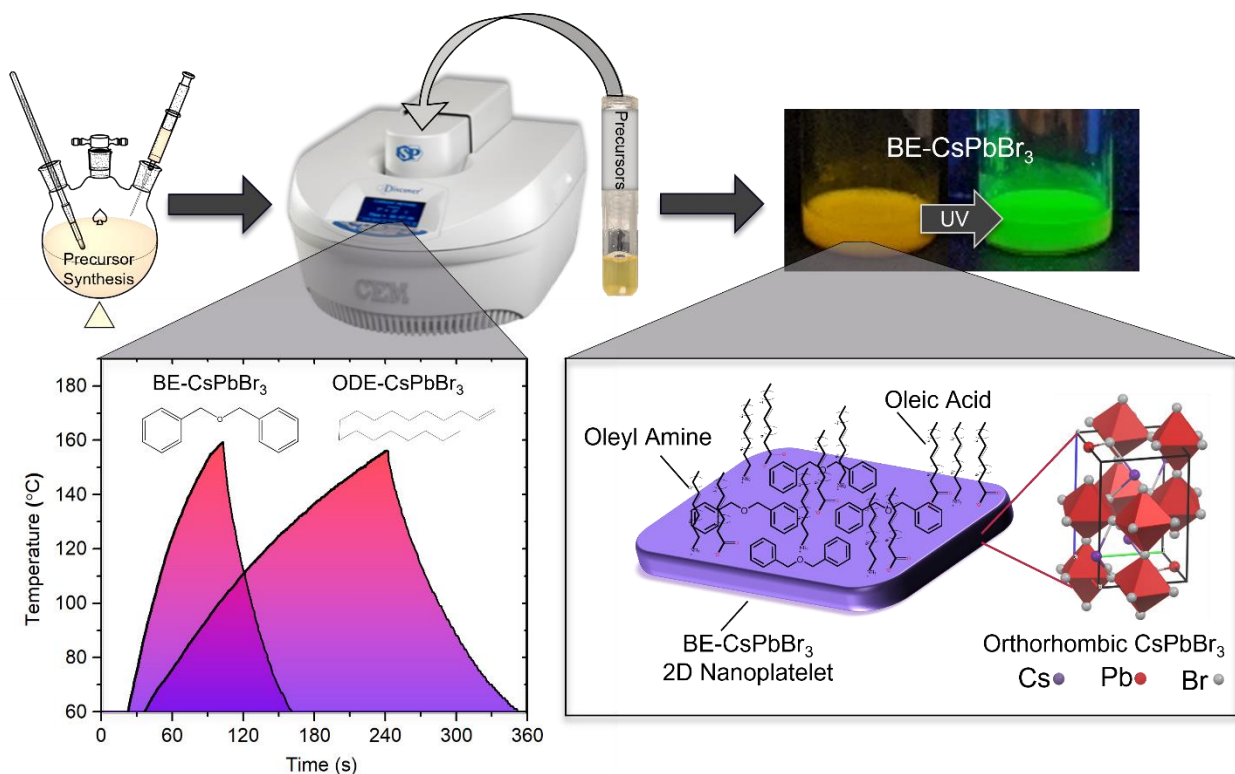 Precursor
Synthesis
SP
Discover
CEM
Precursors
BE-CsPbBr₃
UV
180
160
140
120
100
80
60
Temperature (°C)
BE-CsPbBr₃
ODE-CsPbBr₃
O
0
60
120
180
240
300
360
Time (s)
Oleyl Amine
Oleic Acid
BE-CsPbBr₃
2D Nanoplatelet
Orthorhombic CsPbBr₃
Cs
Pb
Br